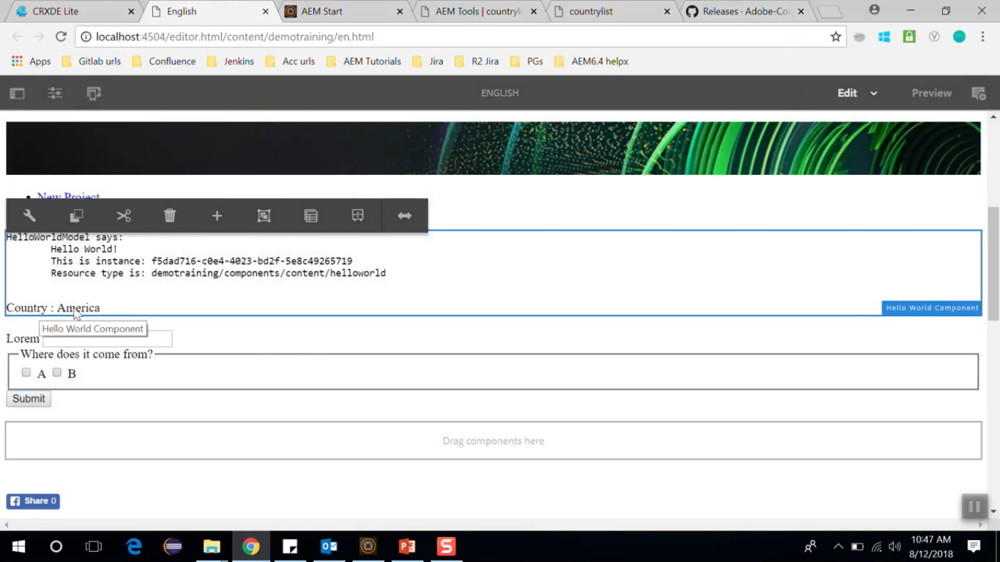 CRXDE Lite
English
AEM Start
AEM Tools | countryli
countrylist
Releases · Adobe-Co
localhost:4504/editor.html/content/demotraining/en.html
Apps
Gitlab urls
Confluence
Jenkins
Acc urls
AEM Tutorials
Jira
R2 Jira
PGs
AEM6.4 helpx
ENGLISH
Edit
Preview
New Project
HelloWorldModel says:
Hello World!
This is instance: f5dad716-c0e4-4023-bd2f-5e8c49265719
Resource type is: demotraining/components/content/helloworld
Country : America
Hello World Component
Hello World Component
Lorem
Where does it come from?
A B
Submit
Drag components here
Share 0
10:47 AM
8/12/2018